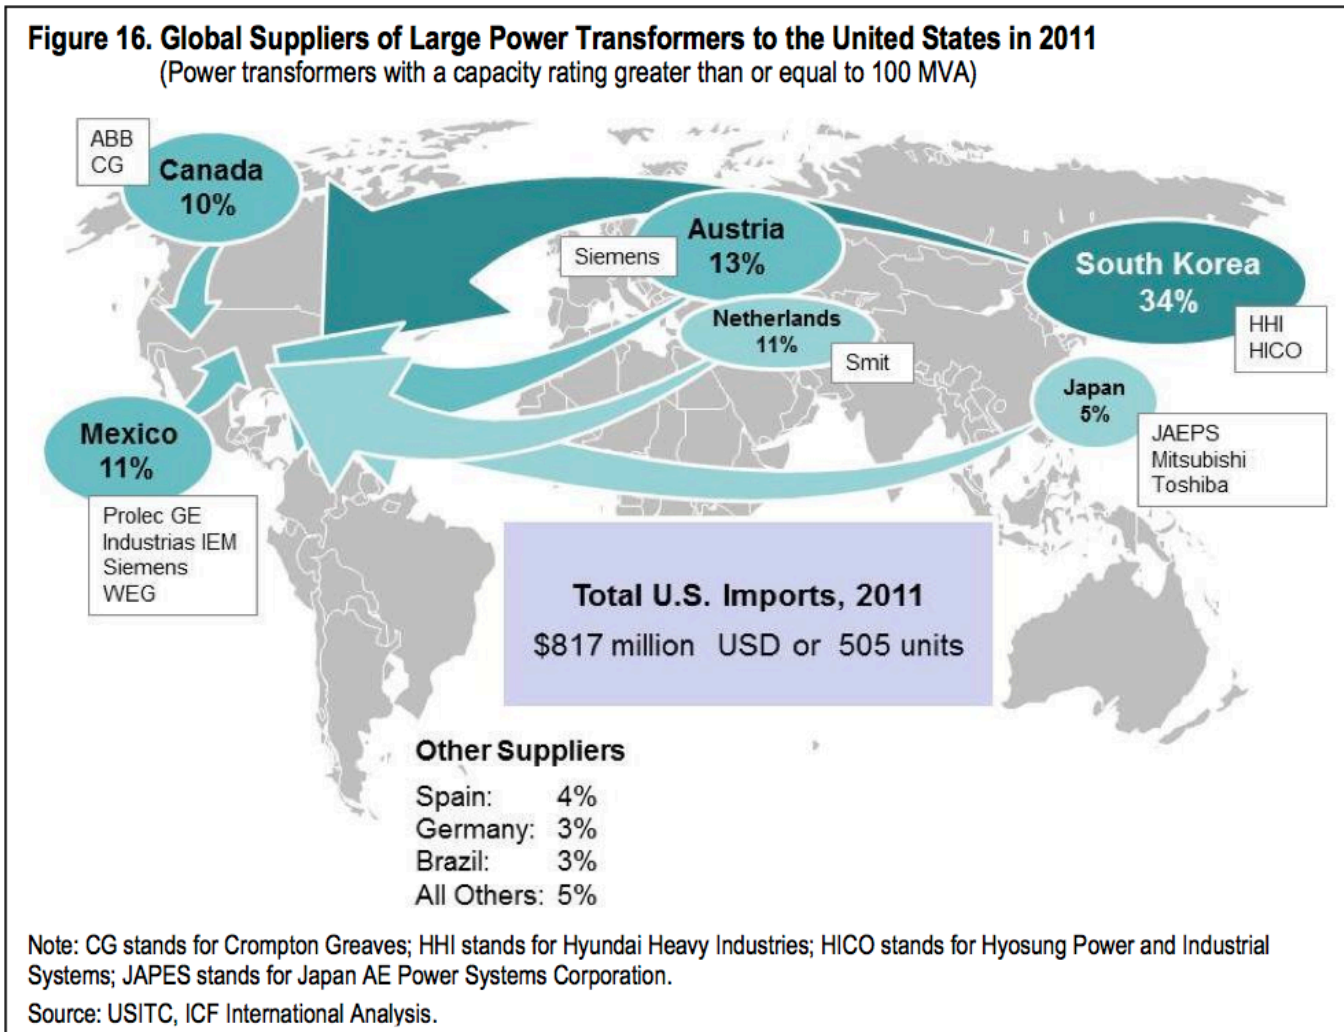 Figure 16. Global Suppliers of Large Power Transformers to the United States in 2011
(Power transformers with a capacity rating greater than or equal to 100 MVA)
ABB
CG
Canada
10%
Siemens
Austria
13%
South Korea
34%
HHI
HICO
Netherlands
11%
Smit
Japan
5%
JAEPS
Mitsubishi
Toshiba
Mexico
11%
Prolec GE
Industrias IEM
Siemens
WEG
Total U.S. Imports, 2011
$817 million USD or 505 units
Other Suppliers
Spain: 4%
Germany: 3%
Brazil: 3%
All Others: 5%
Note: CG stands for Crompton Greaves; HHI stands for Hyundai Heavy Industries; HICO stands for Hyosung Power and Industrial
Systems; JAPES stands for Japan AE Power Systems Corporation.
Source: USITC, ICF International Analysis.